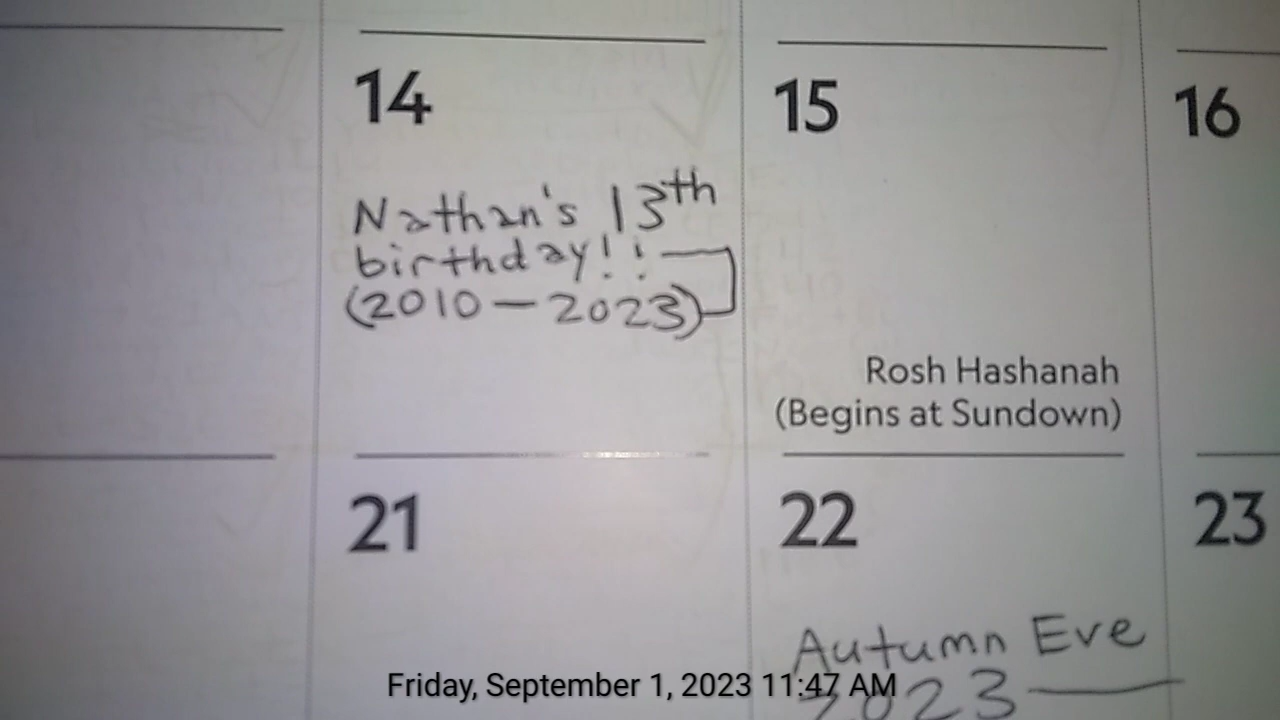 14
15
16
Nathan's 13th
birthday!!
(2010 — 2023)
Rosh Hashanah
(Begins at Sundown)
21
22
23
Autumn Eve
2023
Friday, September 1, 2023 11:47 AM